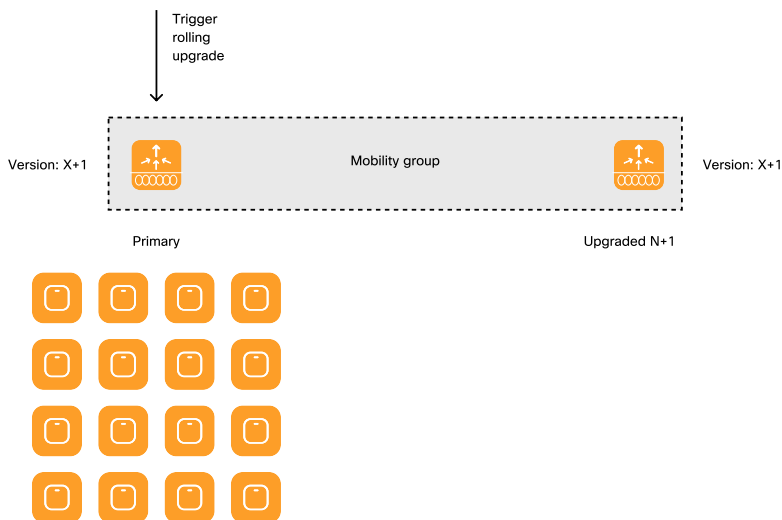 Trigger
rolling
upgrade
Version: X+1
Mobility group
Version: X+1
Primary
Upgraded N+1